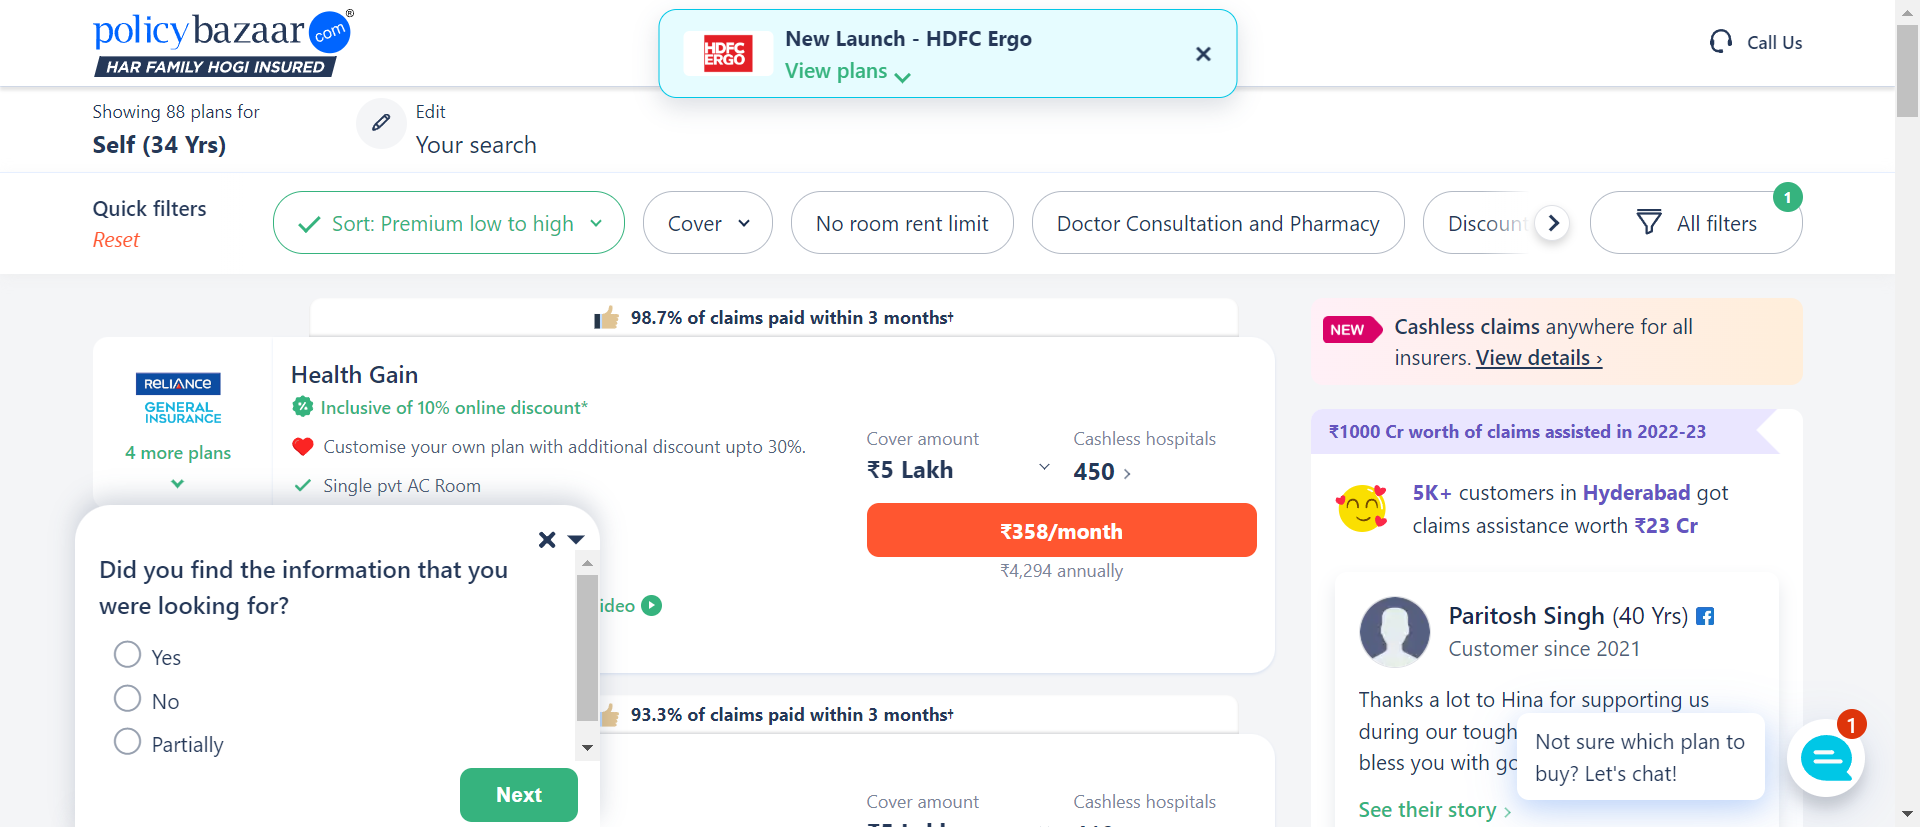 policybazaar.com®
HAR FAMILY HOGI INSURED
HDFC ERGO
New Launch - HDFC Ergo
View plans
Call Us
Showing 88 plans for
Self (34 Yrs)
Edit
Your search
Quick filters
Reset
Sort: Premium low to high
Cover
No room rent limit
Doctor Consultation and Pharmacy
Discount
All filters
1
98.7% of claims paid within 3 months†
RELIANCE
GENERAL
INSURANCE
4 more plans
Health Gain
Inclusive of 10% online discount*
Customise your own plan with additional discount upto 30%.
Single pvt AC Room
Cover amount
₹5 Lakh
Cashless hospitals
450 ›
₹358/month
₹4,294 annually
ideo
93.3% of claims paid within 3 months†
Cover amount
Cashless hospitals
Did you find the information that you
were looking for?
Yes
No
Partially
Next
NEW
Cashless claims anywhere for all
insurers. View details ›
₹1000 Cr worth of claims assisted in 2022-23
5K+ customers in Hyderabad got
claims assistance worth ₹23 Cr
Paritosh Singh (40 Yrs)
Customer since 2021
Thanks a lot to Hina for supporting us
during our tough
bless you with go
See their story ›
Not sure which plan to
buy? Let's chat!
1